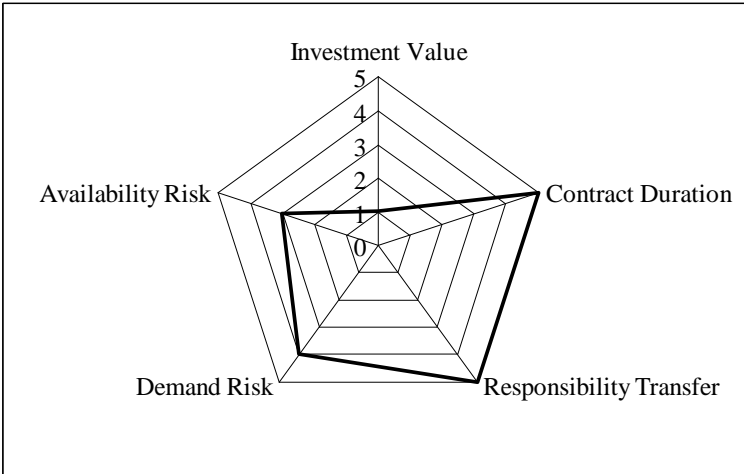 Investment Value
5
4
3
2
1
0
Availability Risk
Contract Duration
Demand Risk
Responsibility Transfer